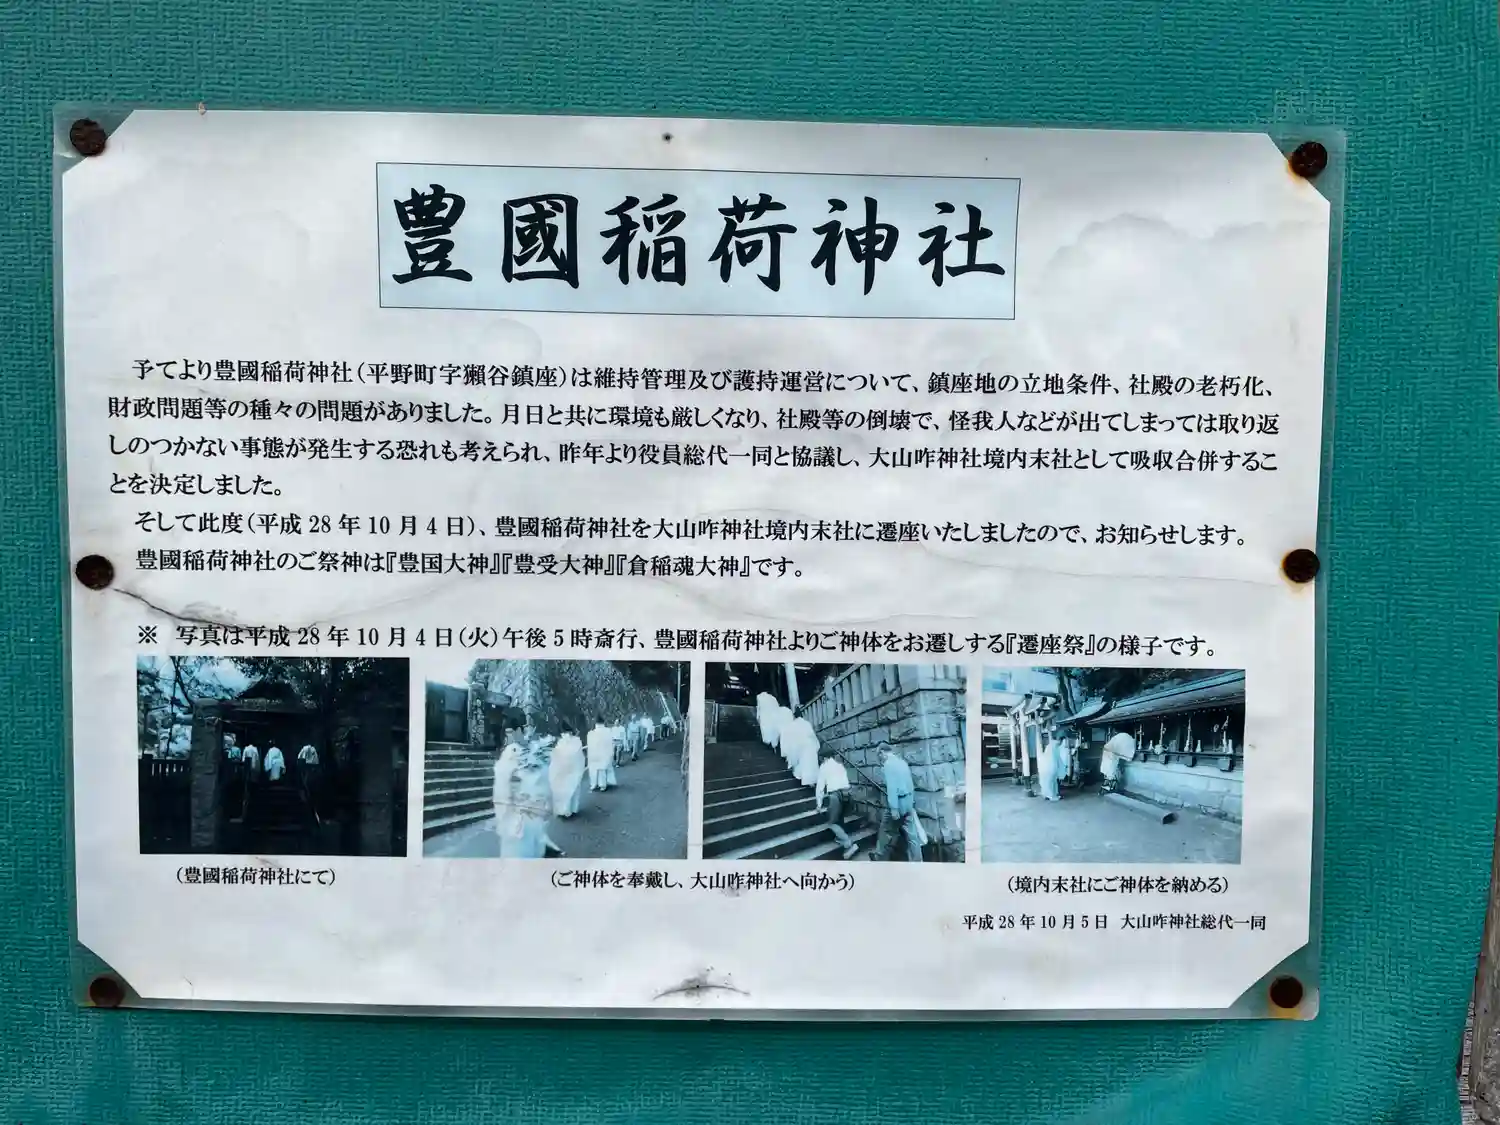 豊國稲荷神社
予てより豊國稲荷神社(平野町字獺谷鎮座)は維持管理及び護持運営について、鎮座地の立地条件、社殿の老朽化、
財政問題等の種々の問題がありました。月日と共に環境も厳しくなり、社殿等の倒壊で、怪我人などが出てしまっては取り返
しのつかない事態が発生する恐れも考えられ、昨年より役員総代一同と協議し、大山咋神社境内末社として吸収合併するこ
とを決定しました。
そして此度(平成28年10月4日)、豊國稲荷神社を大山咋神社境内末社に遷座いたしましたので、お知らせします。
豊國稲荷神社のご祭神は『豊国大神』『豊受大神』『倉稲魂大神』です。
※ 写真は平成28年10月4日(火)午後5時斎行、豊國稲荷神社よりご神体をお遷しする『遷座祭』の様子です。
(豊國稲荷神社にて)
(ご神体を奉戴し、大山咋神社へ向かう)
(境内末社にご神体を納める)
平成28年10月5日 大山咋神社総代一同